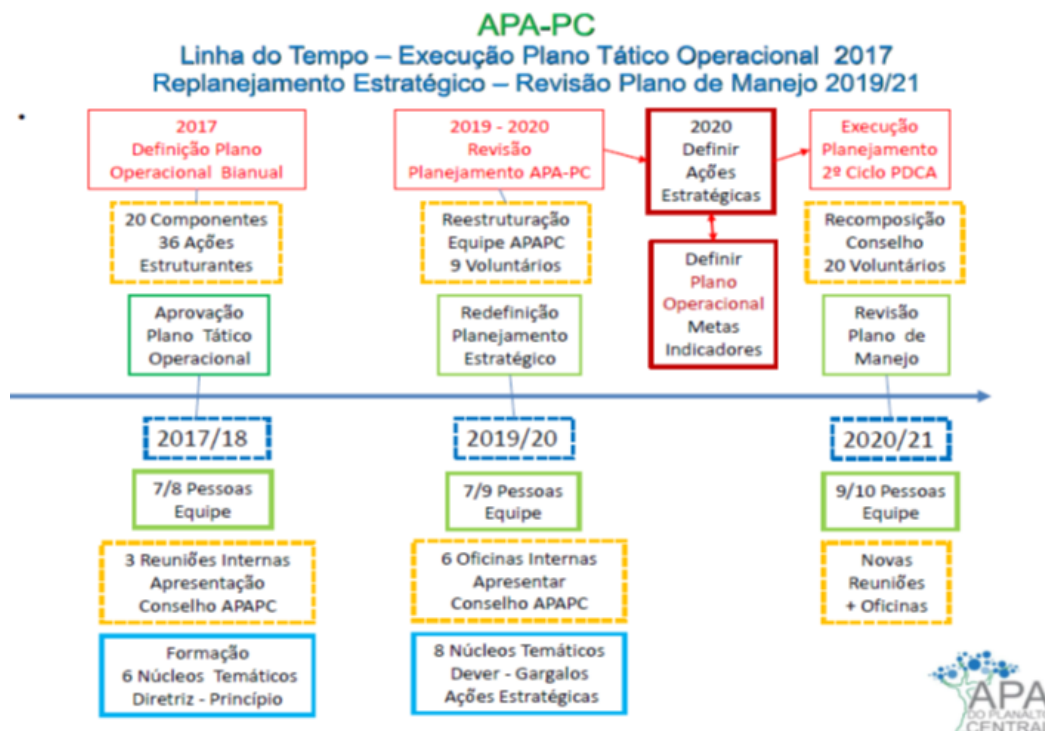 APA-PC
Linha do Tempo – Execução Plano Tático Operacional 2017
Replanejamento Estratégico – Revisão Plano de Manejo 2019/21
2017
Definição Plano
Operacional Bianual
2019 - 2020
Revisão
Planejamento APA-PC
2020
Definir
Ações
Estratégicas
Execução
Planejamento
2º Ciclo PDCA
20 Componentes
36 Ações
Estruturantes
Reestruturação
Equipe APAPC
9 Voluntários
Recomposição
Conselho
20 Voluntários
Definir
Plano
Operacional
Metas
Indicadores
Aprovação
Plano Tático
Operacional
Redefinição
Planejamento
Estratégico
Revisão
Plano de
Manejo
2017/18
2019/20
2020/21
7/8 Pessoas
Equipe
7/9 Pessoas
Equipe
9/10 Pessoas
Equipe
3 Reuniões Internas
Apresentação
Conselho APAPC
6 Oficinas Internas
Apresentar
Conselho APAPC
Novas
Reuniões
+ Oficinas
Formação
6 Núcleos Temáticos
Diretriz - Princípio
8 Núcleos Temáticos
Dever - Gargalos
Ações Estratégicas
APA
DO PLANALTO
CENTRAL